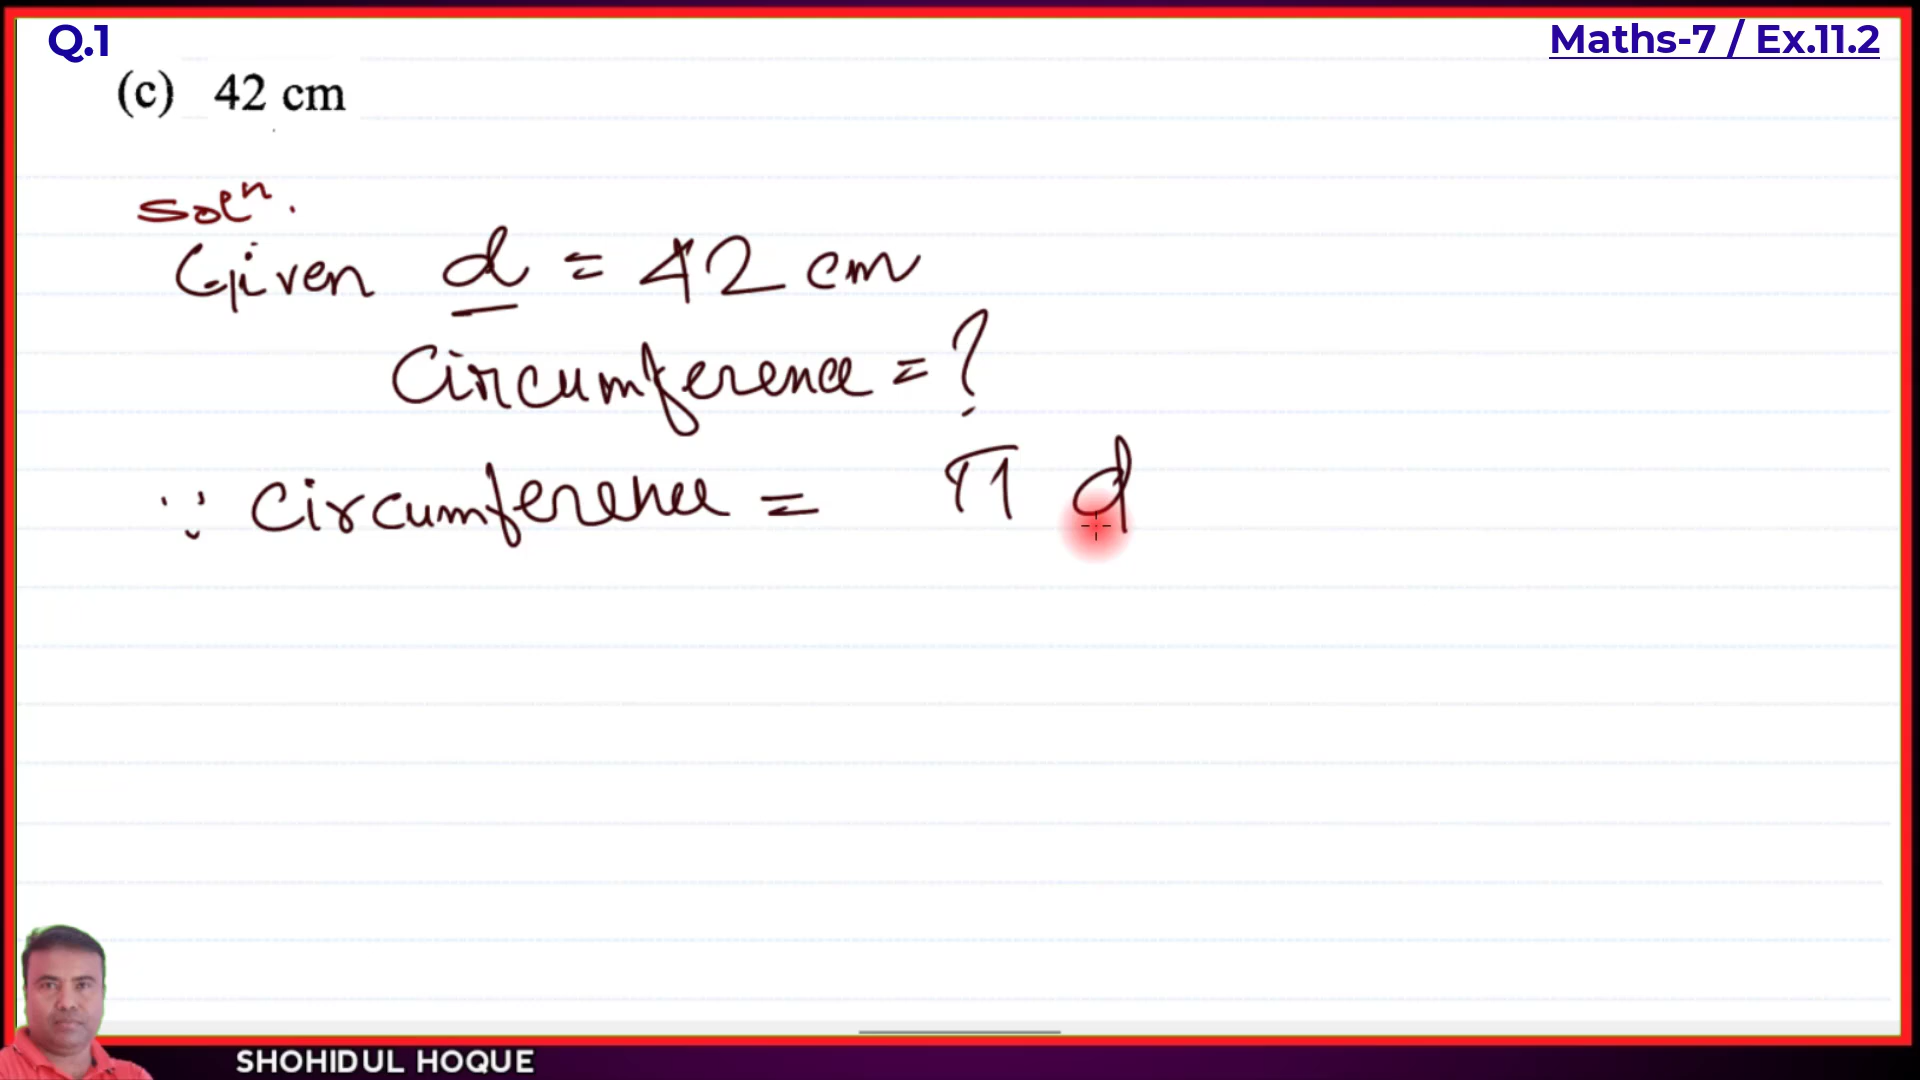 Q.1
Maths-7 / Ex.11.2
(c) 42 cm
Solⁿ.
Given d = 42 cm
Circumference = ?
∵ Circumference = π d
SHOHIDUL HOQUE